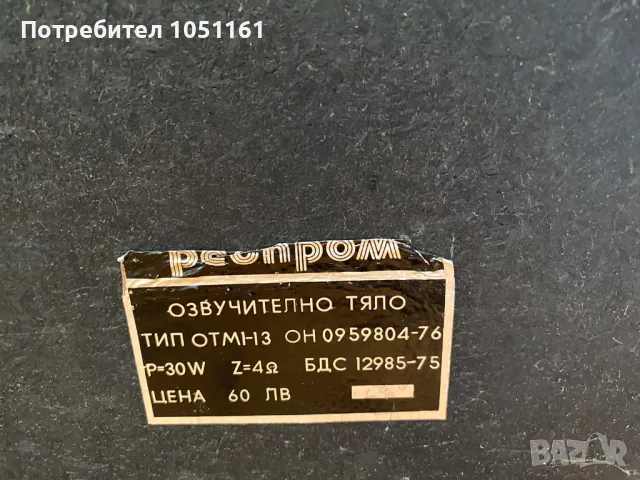 Потребител 1051161
респром
ОЗВУЧИТЕЛНО ТЯЛО
ТИП ОТМ1-13 ОН 0959804-76
P=30W Z=4Ω БДС 12985-75
ЦЕНА 60 ЛВ
BAZAR